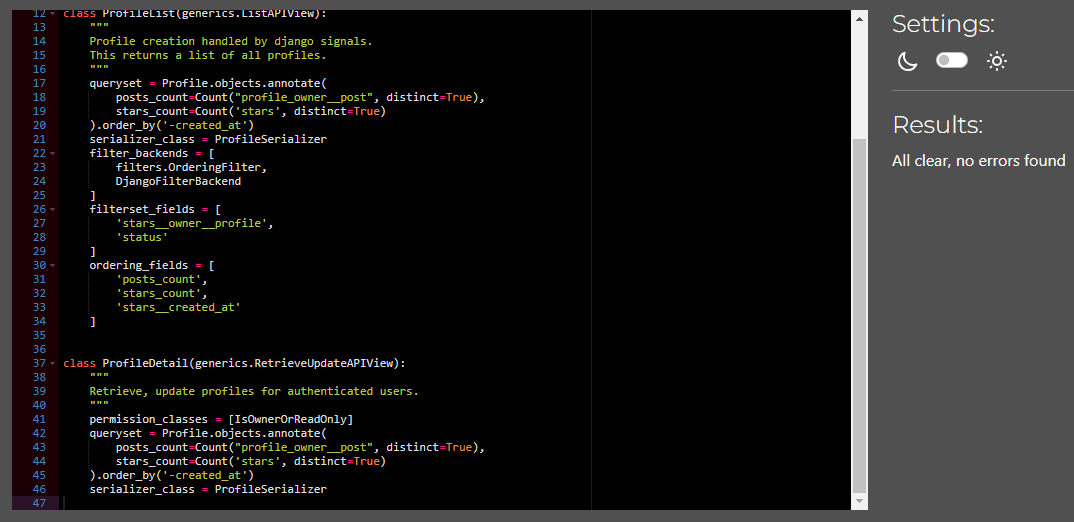 12 class ProfileList(generics.ListAPIView):
13     """
14     Profile creation handled by django signals.
15     This returns a list of all profiles.
16     """
17     queryset = Profile.objects.annotate(
18         posts_count=Count("profile_owner__post", distinct=True),
19         stars_count=Count('stars', distinct=True)
20     ).order_by('-created_at')
21     serializer_class = ProfileSerializer
22     filter_backends = [
23         filters.OrderingFilter,
24         DjangoFilterBackend
25     ]
26     filterset_fields = [
27         'stars__owner__profile',
28         'status'
29     ]
30     ordering_fields = [
31         'posts_count',
32         'stars_count',
33         'stars__created_at'
34     ]
35
36
37 class ProfileDetail(generics.RetrieveUpdateAPIView):
38     """
39     Retrieve, update profiles for authenticated users.
40     """
41     permission_classes = [IsOwnerOrReadOnly]
42     queryset = Profile.objects.annotate(
43         posts_count=Count("profile_owner__post", distinct=True),
44         stars_count=Count('stars', distinct=True)
45     ).order_by('-created_at')
46     serializer_class = ProfileSerializer
47
Settings:
Results:
All clear, no errors found